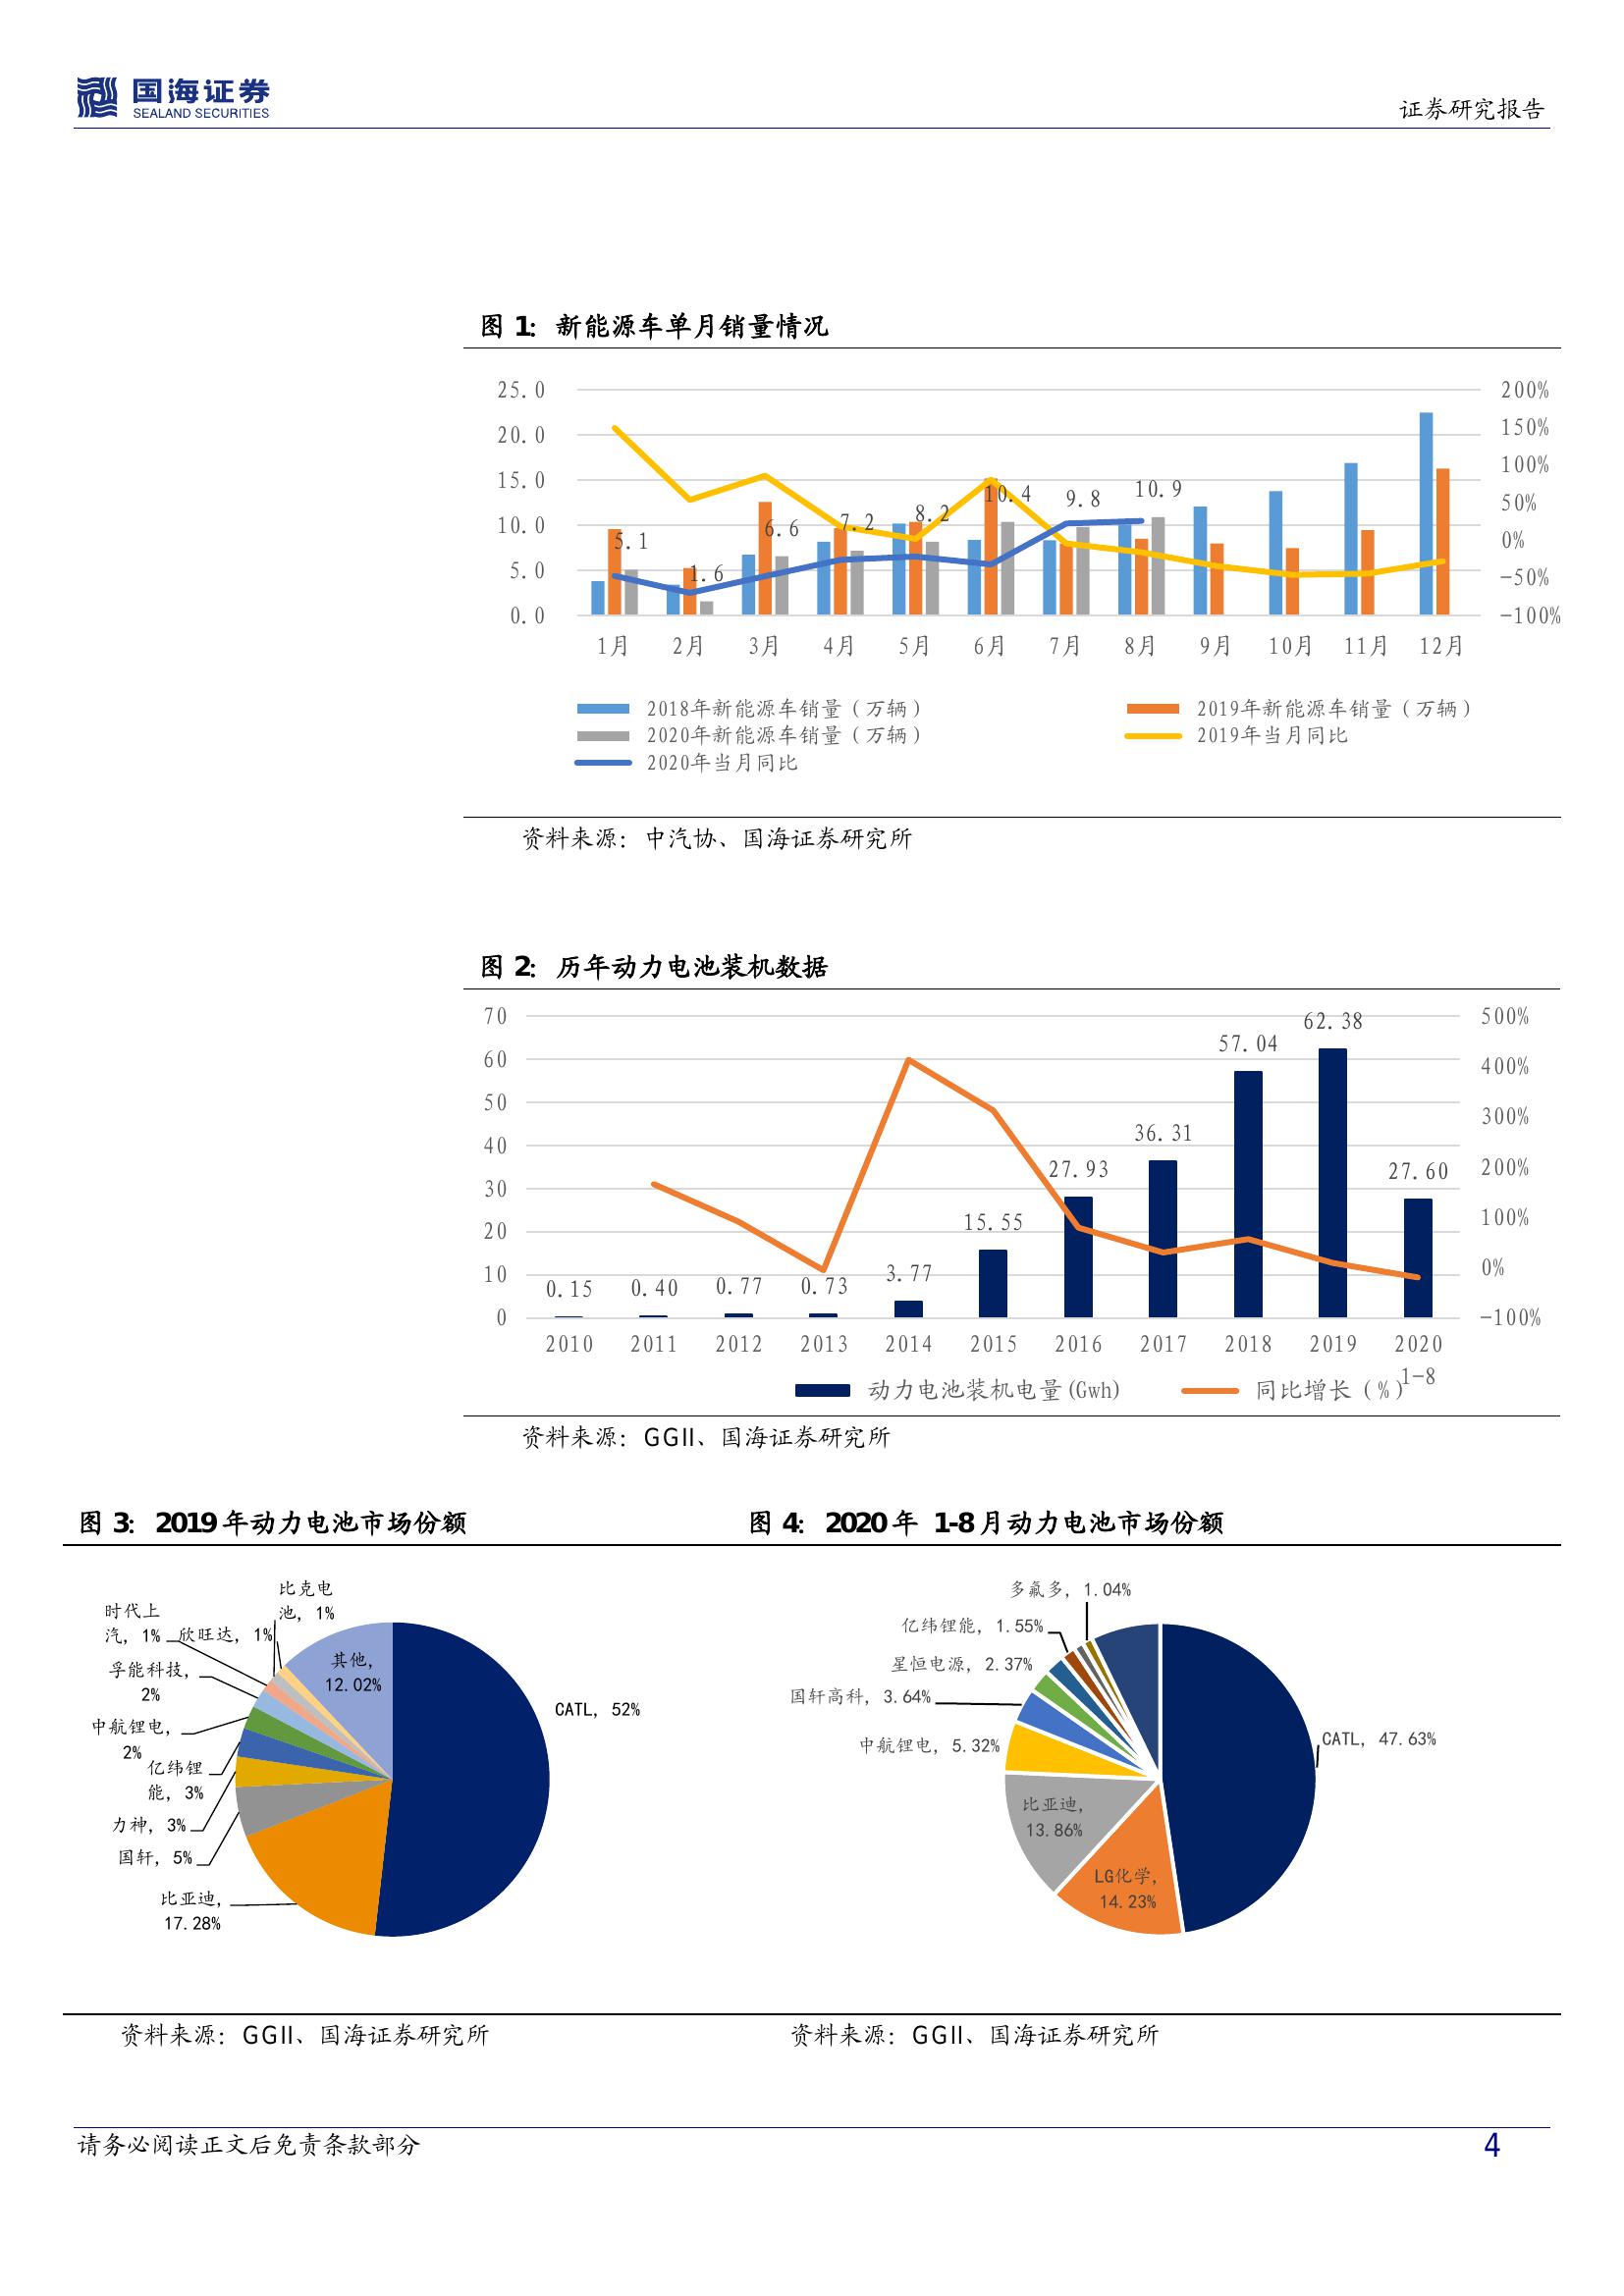 国海证券
SEALAND SECURITIES
证券研究报告
图 1: 新能源车单月销量情况
25.0
20.0
15.0
10.0
5.0
0.0
200%
150%
100%
50%
0%
-50%
-100%
5.1
1.6
6.6
7.2
8.2
10.4
9.8
10.9
1月 2月 3月 4月 5月 6月 7月 8月 9月 10月 11月 12月
2018年新能源车销量（万辆） 2019年新能源车销量（万辆）
2020年新能源车销量（万辆） 2019年当月同比
2020年当月同比
资料来源：中汽协、国海证券研究所
图 2: 历年动力电池装机数据
70
60
50
40
30
20
10
0
500%
400%
300%
200%
100%
0%
-100%
0.15
0.40
0.77
0.73
3.77
15.55
27.93
36.31
57.04
62.38
27.60
2010 2011 2012 2013 2014 2015 2016 2017 2018 2019 2020
1-8
动力电池装机电量(Gwh) 同比增长（%）
资料来源：GGII、国海证券研究所
图 3: 2019 年动力电池市场份额
比克电
池, 1%
时代上
汽, 1%
欣旺达, 1%
孚能科技,
2%
中航锂电,
2%
亿纬锂
能, 3%
力神, 3%
国轩, 5%
比亚迪,
17.28%
其他,
12.02%
CATL, 52%
资料来源：GGII、国海证券研究所
图 4: 2020 年 1-8 月动力电池市场份额
多氟多, 1.04%
亿纬锂能, 1.55%
星恒电源, 2.37%
国轩高科, 3.64%
中航锂电, 5.32%
比亚迪,
13.86%
LG化学,
14.23%
CATL, 47.63%
资料来源：GGII、国海证券研究所
请务必阅读正文后免责条款部分
4